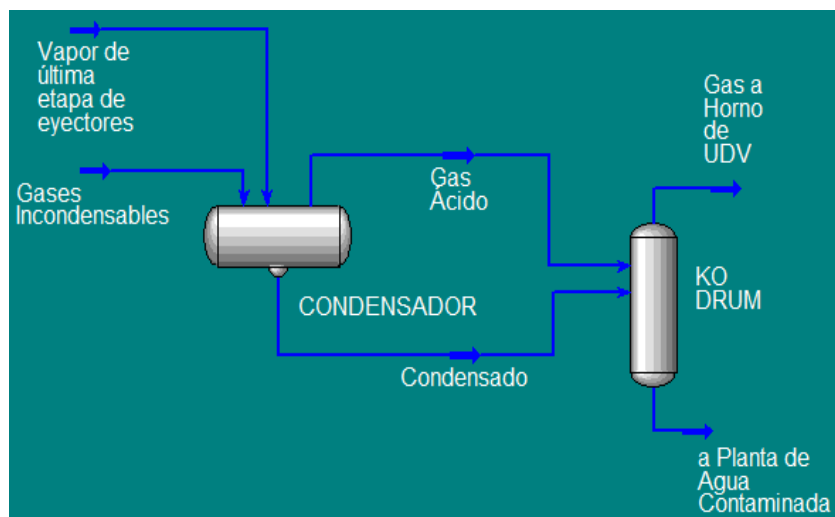 Vapor de
última
etapa de
eyectores
Gases
Incondensables
Gas
Ácido
CONDENSADOR
Condensado
Gas a
Horno
de
UDV
KO
DRUM
a Planta de
Agua
Contaminada